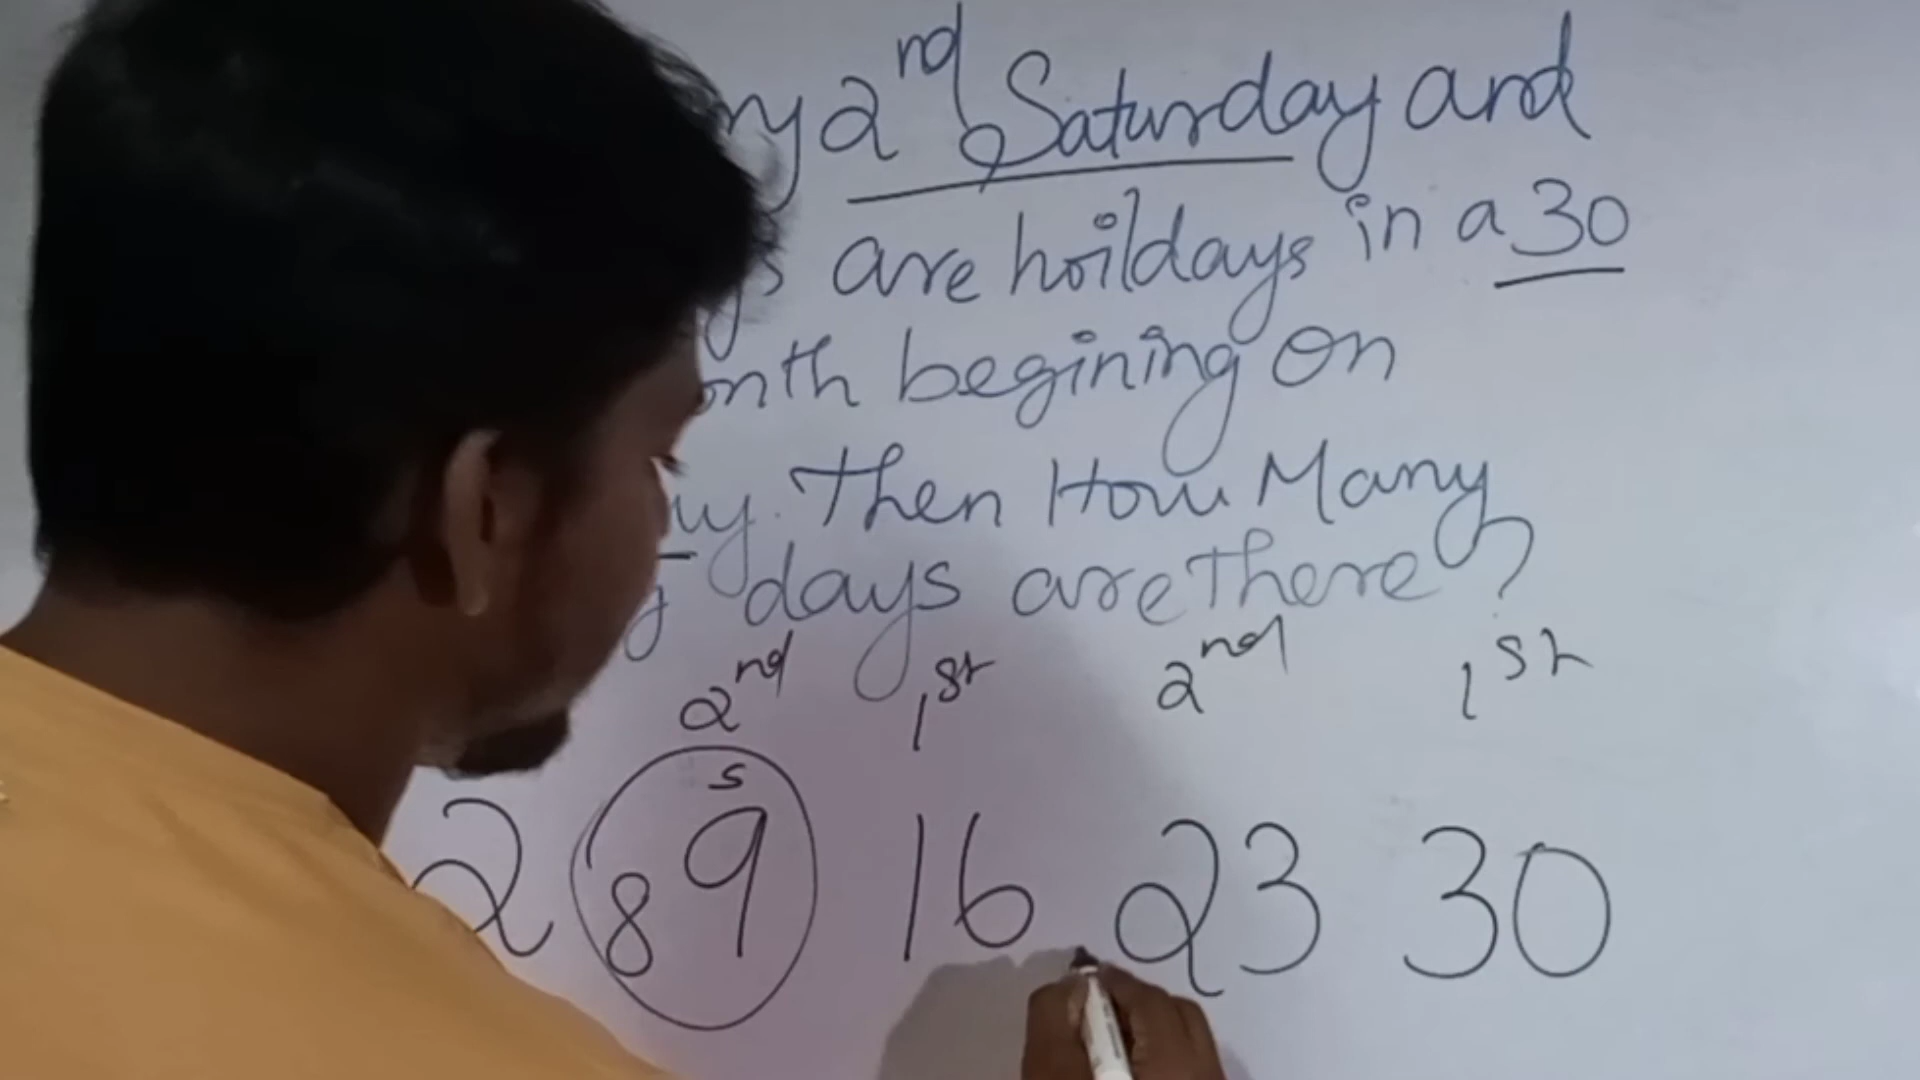 2nd Saturday and
are hoildays in a 30
begining on
Then How Many
days are there?
2nd 1st 2nd 1st
S
2 8 9 16 23 30